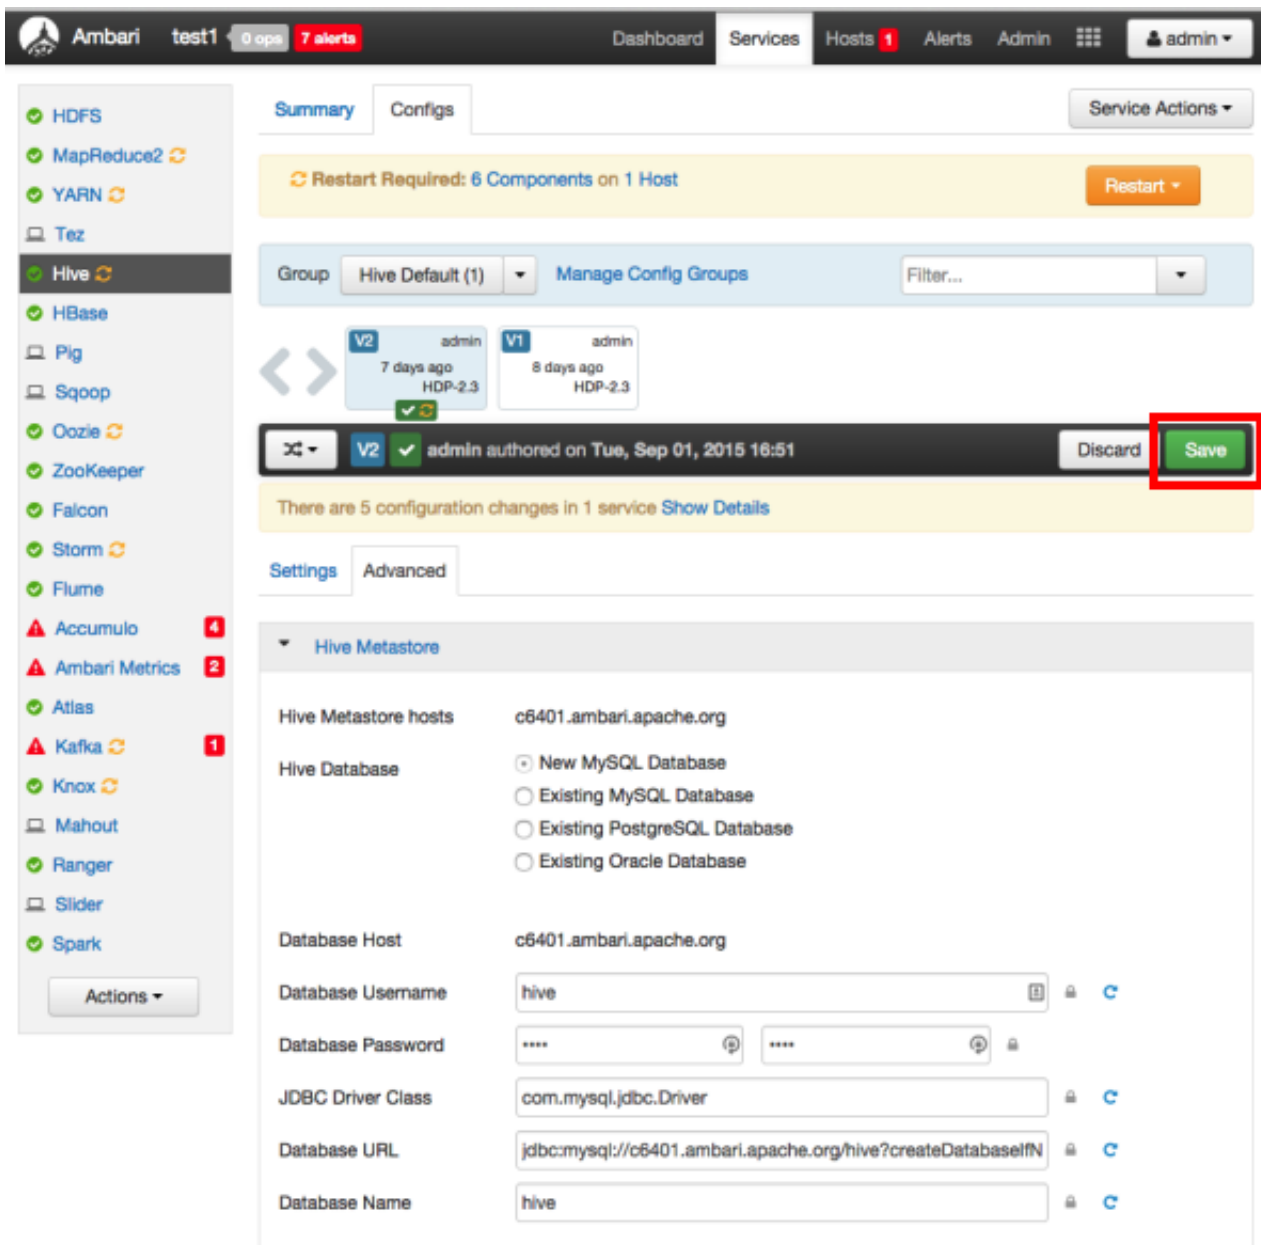 Ambari test1 0 ops 7 alerts Dashboard Services Hosts 1 Alerts Admin admin
HDFS
MapReduce2
YARN
Tez
Hive
HBase
Pig
Sqoop
Oozie
ZooKeeper
Falcon
Storm
Flume
Accumulo 4
Ambari Metrics 2
Atlas
Kafka 1
Knox
Mahout
Ranger
Slider
Spark
Actions
Summary Configs Service Actions
Restart Required: 6 Components on 1 Host Restart
Group Hive Default (1) Manage Config Groups Filter...
V2 admin
7 days ago
HDP-2.3
V1 admin
8 days ago
HDP-2.3
V2 admin authored on Tue, Sep 01, 2015 16:51 Discard Save
There are 5 configuration changes in 1 service Show Details
Settings Advanced
Hive Metastore
Hive Metastore hosts c6401.ambari.apache.org
Hive Database New MySQL Database
Existing MySQL Database
Existing PostgreSQL Database
Existing Oracle Database
Database Host c6401.ambari.apache.org
Database Username hive
Database Password •••• ••••
JDBC Driver Class com.mysql.jdbc.Driver
Database URL jdbc:mysql://c6401.ambari.apache.org/hive?createDatabaseIfN
Database Name hive